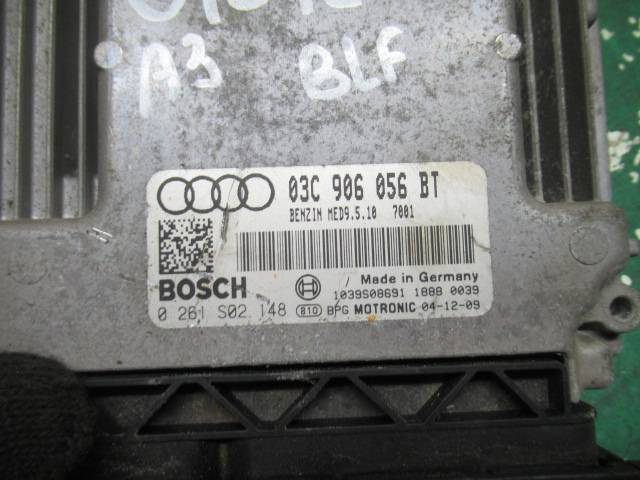 A3 BLF
03C 906 056 BT
BENZIN MED9.5.10 7001
BOSCH
Made in Germany
1039S08691 1888 0039
0 261 S02 148 810 BPG MOTRONIC 04-12-09